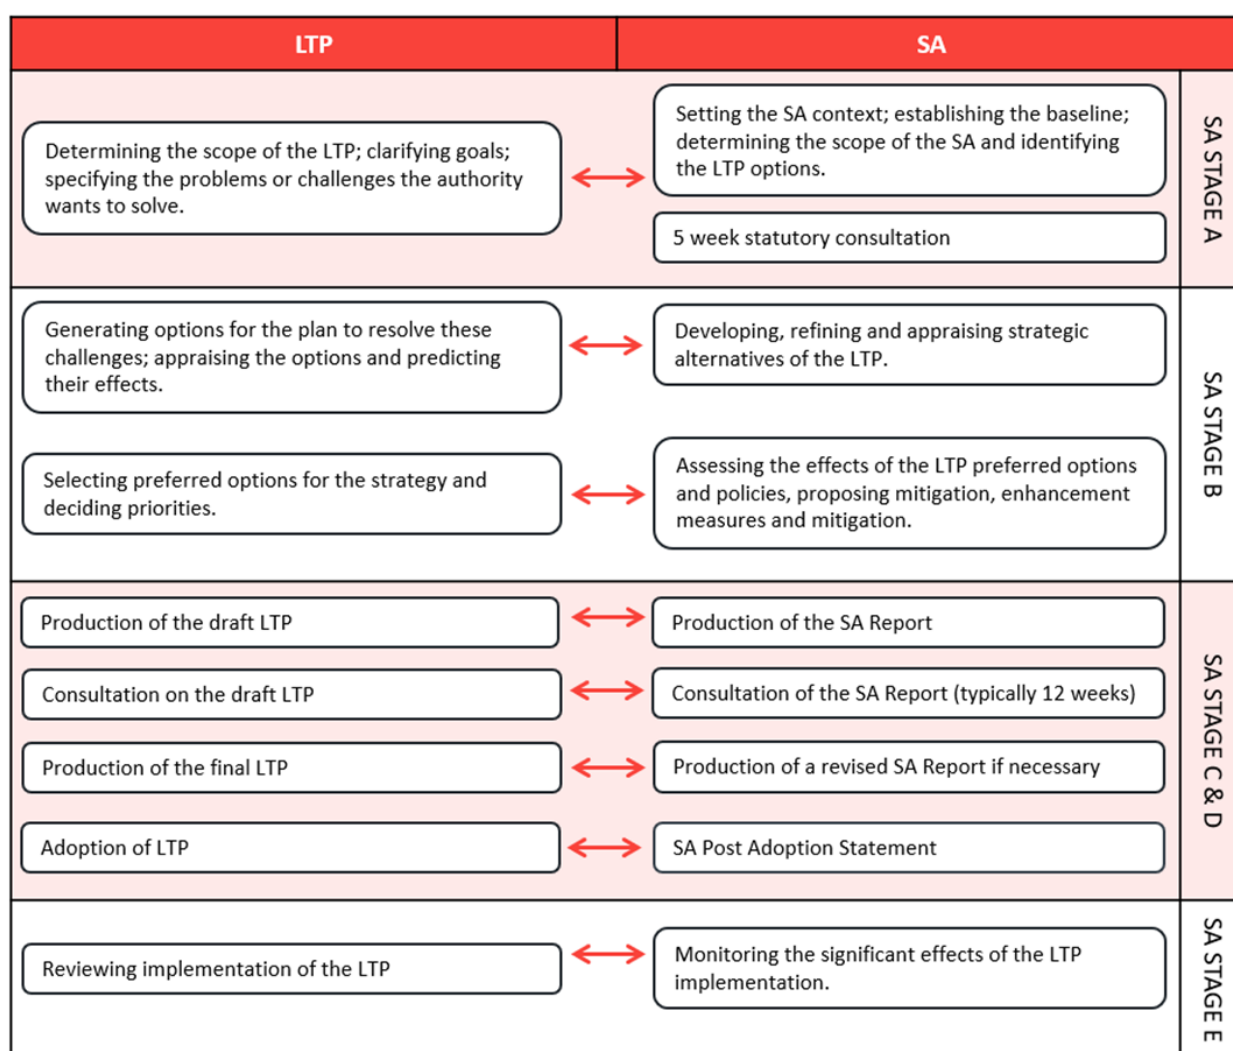 LTP
SA
Determining the scope of the LTP; clarifying goals;
specifying the problems or challenges the authority
wants to solve.
Setting the SA context; establishing the baseline;
determining the scope of the SA and identifying
the LTP options.
5 week statutory consultation
SA STAGE A
Generating options for the plan to resolve these
challenges; appraising the options and predicting
their effects.
Developing, refining and appraising strategic
alternatives of the LTP.
Selecting preferred options for the strategy and
deciding priorities.
Assessing the effects of the LTP preferred options
and policies, proposing mitigation, enhancement
measures and mitigation.
SA STAGE B
Production of the draft LTP
Production of the SA Report
Consultation on the draft LTP
Consultation of the SA Report (typically 12 weeks)
Production of the final LTP
Production of a revised SA Report if necessary
Adoption of LTP
SA Post Adoption Statement
SA STAGE C & D
Reviewing implementation of the LTP
Monitoring the significant effects of the LTP
implementation.
SA STAGE E